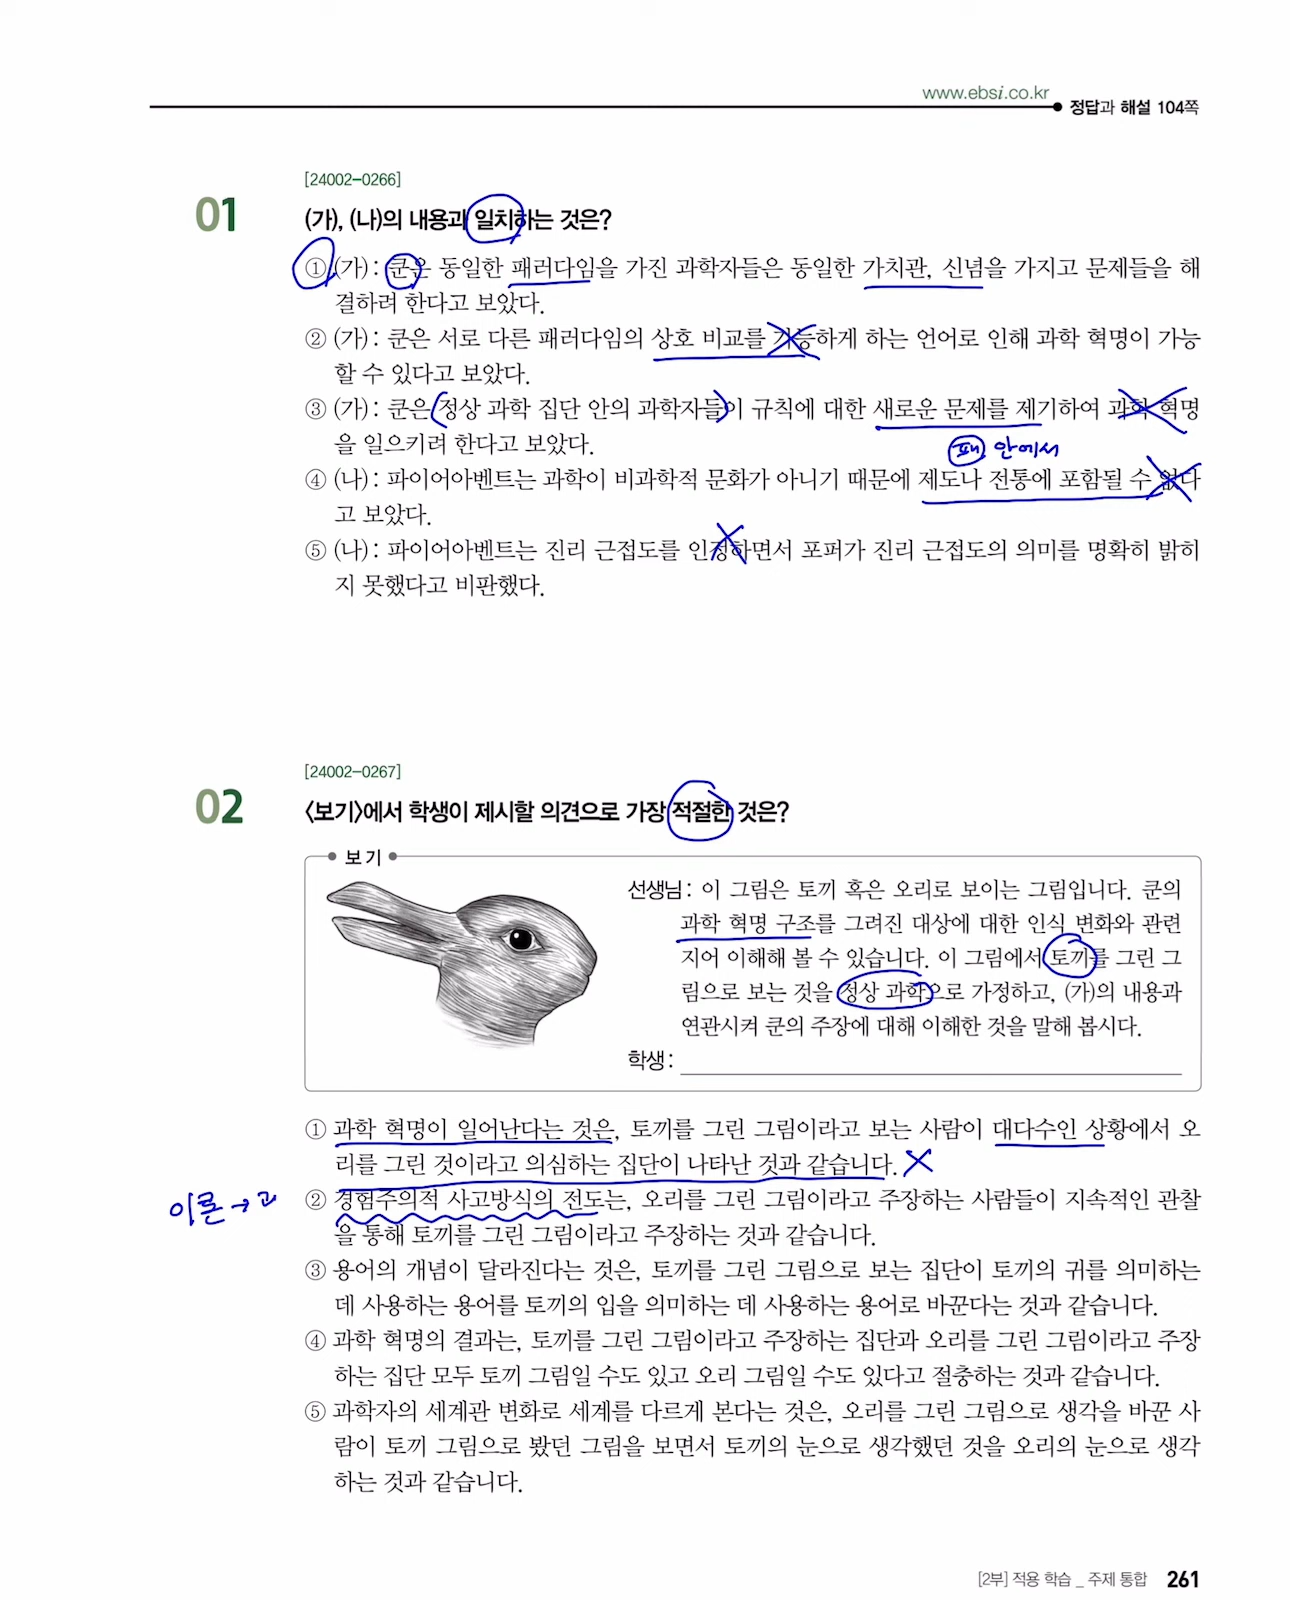 www.ebsi.co.kr
정답과 해설 104쪽
[24002-0266]
01
(가), (나)의 내용과 일치하는 것은?
① (가): 쿤은 동일한 패러다임을 가진 과학자들은 동일한 가치관, 신념을 가지고 문제들을 해
결하려 한다고 보았다.
② (가): 쿤은 서로 다른 패러다임의 상호 비교를 가능하게 하는 언어로 인해 과학 혁명이 가능
할 수 있다고 보았다.
③ (가): 쿤은 정상 과학 집단 안의 과학자들이 규칙에 대한 새로운 문제를 제기하여 과학 혁명
을 일으키려 한다고 보았다.
패 안에서
④ (나): 파이어아벤트는 과학이 비과학적 문화가 아니기 때문에 제도나 전통에 포함될 수 없다
고 보았다.
⑤ (나): 파이어아벤트는 진리 근접도를 인정하면서 포퍼가 진리 근접도의 의미를 명확히 밝히
지 못했다고 비판했다.
[24002-0267]
02
<보기>에서 학생이 제시할 의견으로 가장 적절한 것은?
보기
선생님: 이 그림은 토끼 혹은 오리로 보이는 그림입니다. 쿤의
과학 혁명 구조를 그려진 대상에 대한 인식 변화와 관련
지어 이해해 볼 수 있습니다. 이 그림에서 토끼를 그린 그
림으로 보는 것을 정상 과학으로 가정하고, (가)의 내용과
연관시켜 쿤의 주장에 대해 이해한 것을 말해 봅시다.
학생:
① 과학 혁명이 일어난다는 것은, 토끼를 그린 그림이라고 보는 사람이 대다수인 상황에서 오
리를 그린 것이라고 의심하는 집단이 나타난 것과 같습니다.
이론→과
② 경험주의적 사고방식의 전도는, 오리를 그린 그림이라고 주장하는 사람들이 지속적인 관찰
을 통해 토끼를 그린 그림이라고 주장하는 것과 같습니다.
③ 용어의 개념이 달라진다는 것은, 토끼를 그린 그림으로 보는 집단이 토끼의 귀를 의미하는
데 사용하는 용어를 토끼의 입을 의미하는 데 사용하는 용어로 바꾼다는 것과 같습니다.
④ 과학 혁명의 결과는, 토끼를 그린 그림이라고 주장하는 집단과 오리를 그린 그림이라고 주장
하는 집단 모두 토끼 그림일 수도 있고 오리 그림일 수도 있다고 절충하는 것과 같습니다.
⑤ 과학자의 세계관 변화로 세계를 다르게 본다는 것은, 오리를 그린 그림으로 생각을 바꾼 사
람이 토끼 그림으로 봤던 그림을 보면서 토끼의 눈으로 생각했던 것을 오리의 눈으로 생각
하는 것과 같습니다.
[2부] 적용 학습 _ 주제 통합 261